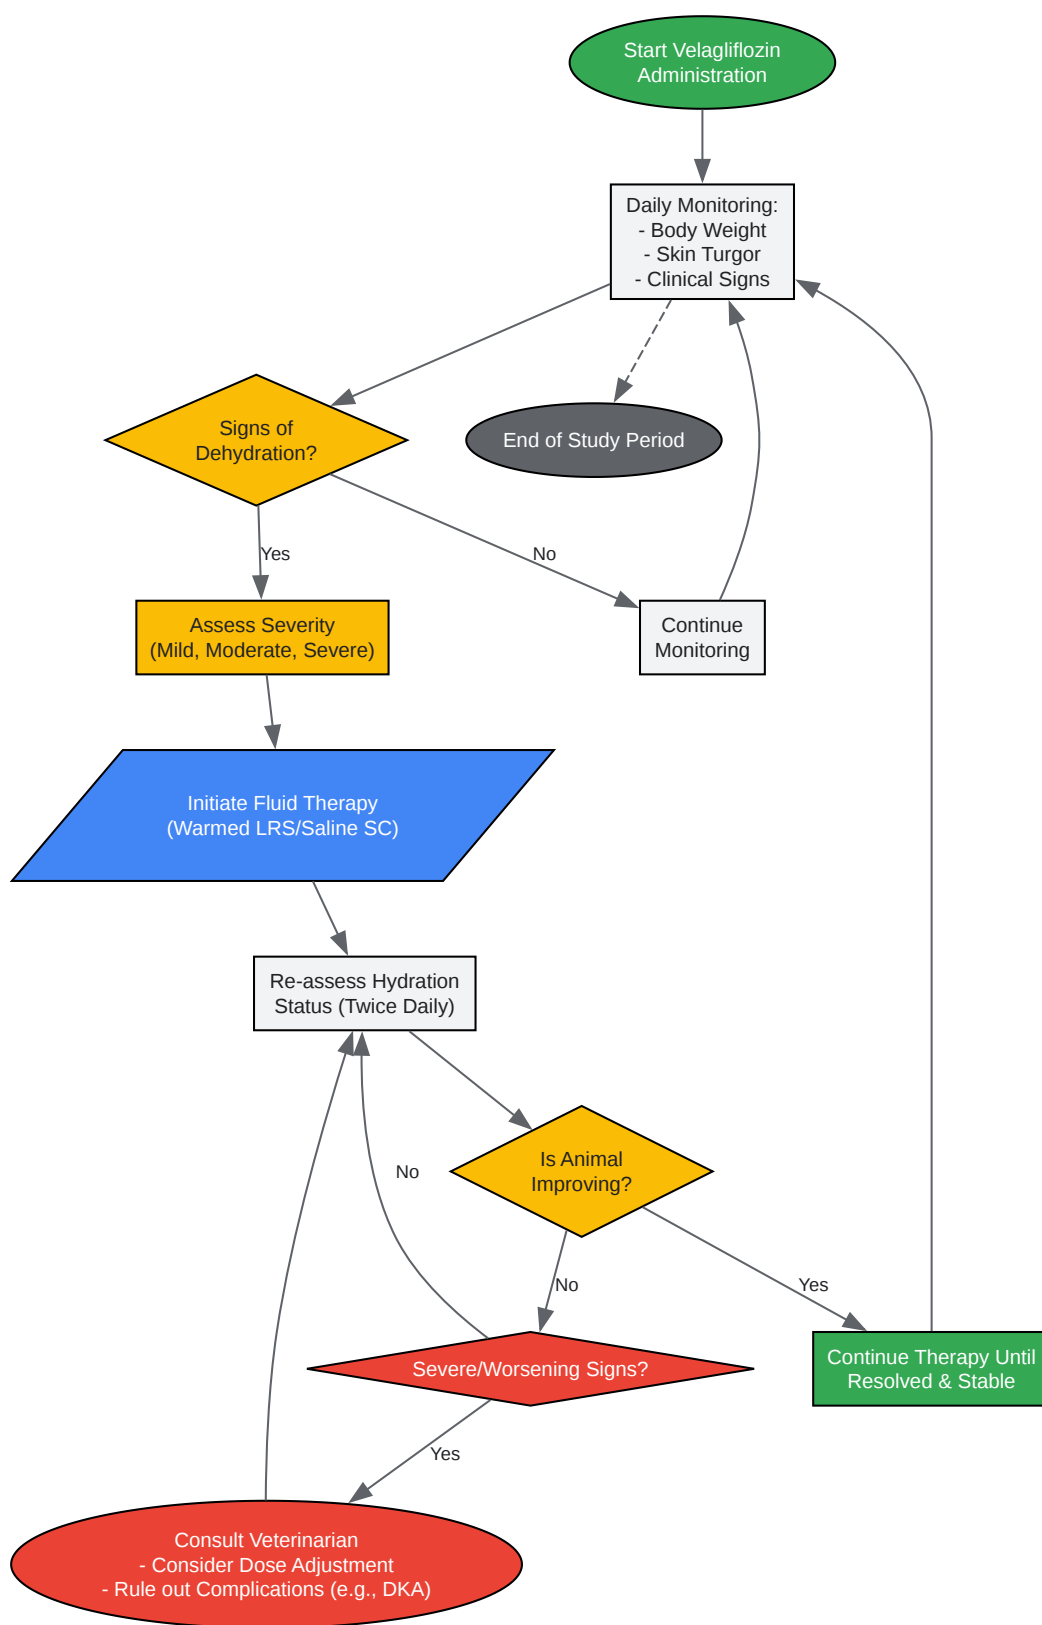 Start Velagliflozin
Administration
Daily Monitoring:
- Body Weight
- Skin Turgor
- Clinical Signs
Signs of
Dehydration?
End of Study Period
Yes
No
Assess Severity
(Mild, Moderate, Severe)
Continue
Monitoring
Initiate Fluid Therapy
(Warmed LRS/Saline SC)
Re-assess Hydration
Status (Twice Daily)
Is Animal
Improving?
No
No
Yes
Severe/Worsening Signs?
Continue Therapy Until
Resolved & Stable
Yes
Consult Veterinarian
- Consider Dose Adjustment
- Rule out Complications (e.g., DKA)